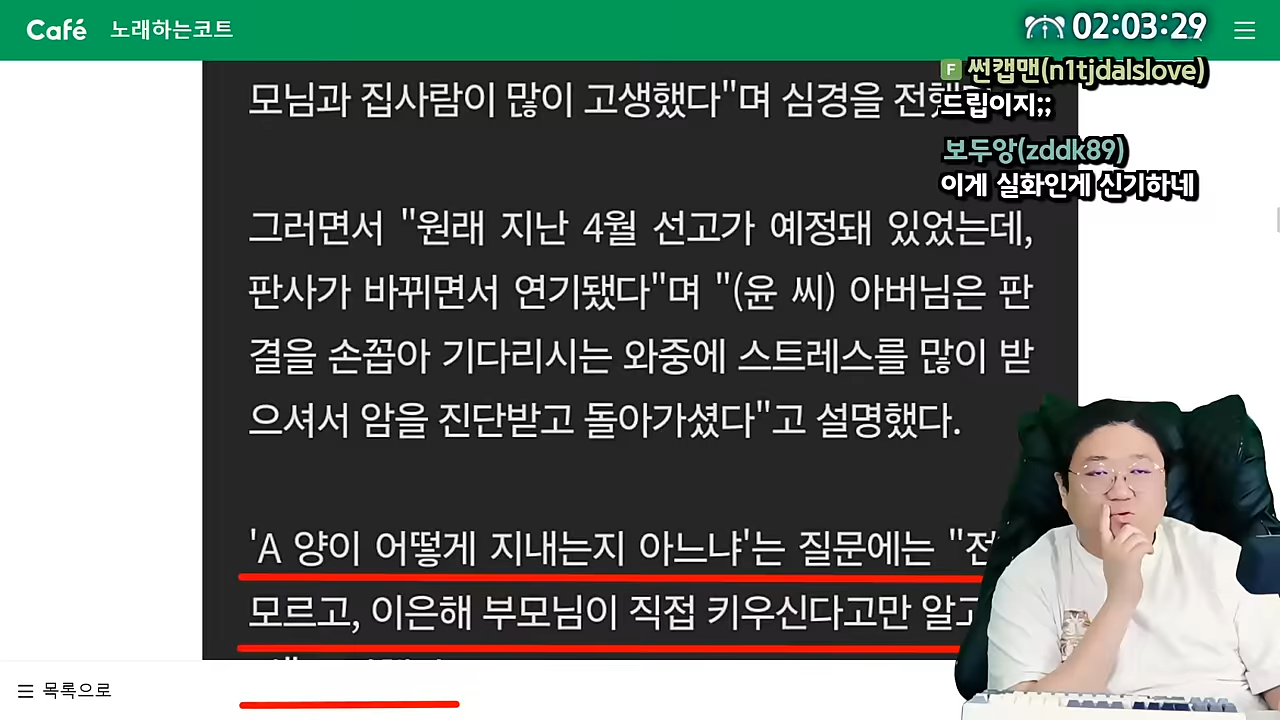 Café 노래하는코트
02:03:29
F 썬캡맨(n1tjdalslove)
드립이지;;
보두앙(zddk89)
이게 실화인게 신기하네
모님과 집사람이 많이 고생했다"며 심경을
그러면서 "원래 지난 4월 선고가 예정돼 있었는데,
판사가 바뀌면서 연기됐다"며 "(윤 씨) 아버님은 판
결을 손꼽아 기다리시는 와중에 스트레스를 많이 받
으셔서 암을 진단받고 돌아가셨다"고 설명했다.
'A 양이 어떻게 지내는지 아느냐'는 질문에는
모르고, 이은해 부모님이 직접 키우신다고만
목록으로